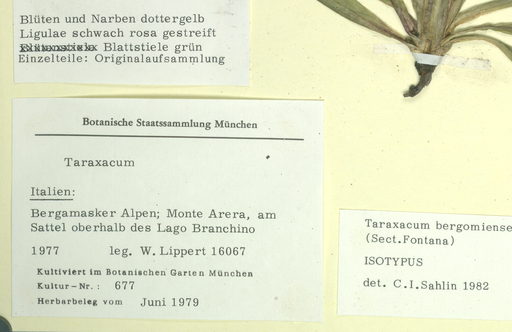 Blüten und Narben dottergelb
Ligulae schwach rosa gestreift
Blattstiele grün
Einzelteile: Originalaufsammlung
Botanische Staatssammlung München
Taraxacum
Italien:
Bergamasker Alpen; Monte Arera, am
Sattel oberhalb des Lago Branchino
1977 leg. W. Lippert 16067
Kultiviert im Botanischen Garten München
Kultur-Nr.: 677
Herbarbeleg vom Juni 1979
Taraxacum bergomiense
(Sect.Fontana)
ISOTYPUS
det. C.I.Sahlin 1982